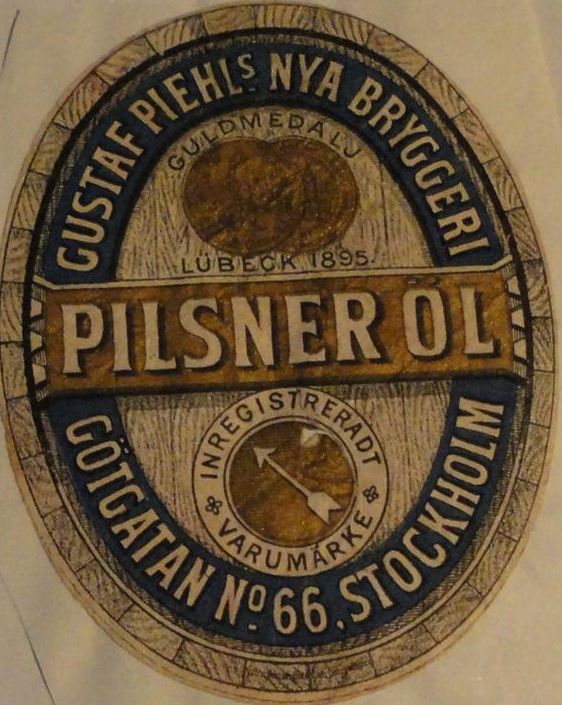 GUSTAF PIEHLS NYA BRYGGERI
GULDMEDALJ
LÜBECK 1895.
PILSNER ÖL
INREGISTRERADT
VARUMÄRKE
GÖTGATAN No 66, STOCKHOLM